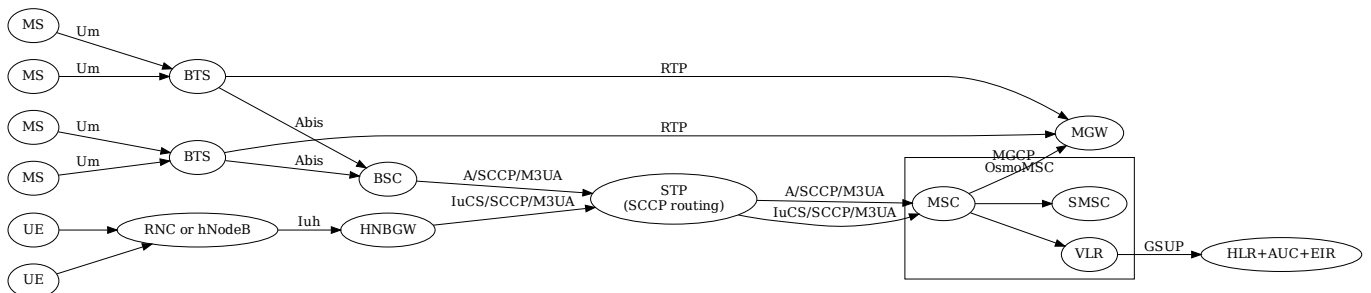 MS
Um
MS
Um
BTS
RTP
MS
Um
Abis
RTP
MGW
MS
Um
BTS
Abis
BSC
A/SCCP/M3UA
IuCS/SCCP/M3UA
STP
(SCCP routing)
A/SCCP/M3UA
IuCS/SCCP/M3UA
MGCP
OsmoMSC
MSC
SMSC
UE
RNC or hNodeB
Iuh
HNBGW
VLR
GSUP
HLR+AUC+EIR
UE